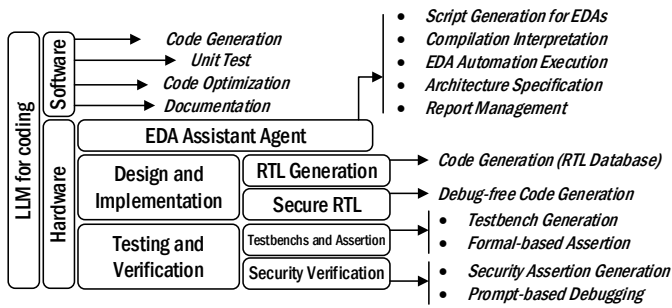 LLM for coding
Software
Code Generation
Unit Test
Code Optimization
Documentation
Script Generation for EDAs
Compilation Interpretation
EDA Automation Execution
Architecture Specification
Report Management
Hardware
EDA Assistant Agent
Design and
Implementation
RTL Generation
Code Generation (RTL Database)
Secure RTL
Debug-free Code Generation
Testing and
Verification
Testbenchs and Assertion
Testbench Generation
Formal-based Assertion
Security Verification
Security Assertion Generation
Prompt-based Debugging